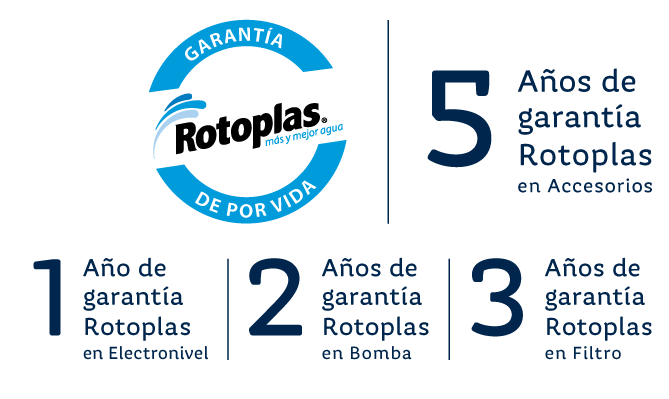 GARANTÍA
Rotoplas®
más y mejor agua
DE POR VIDA
5
Años de
garantía
Rotoplas
en Accesorios
1
Año de
garantía
Rotoplas
en Electronivel
2
Años de
garantía
Rotoplas
en Bomba
3
Años de
garantía
Rotoplas
en Filtro